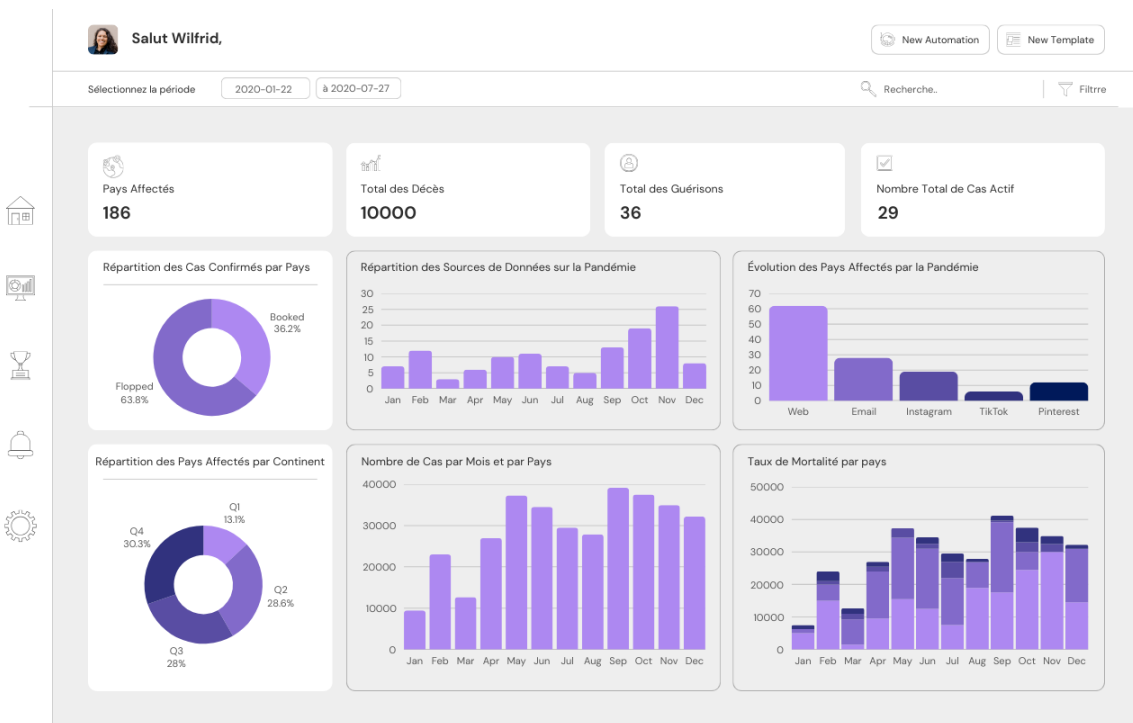 Salut Wilfrid,
New Automation
New Template
Sélectionnez la période
2020-01-22
à 2020-07-27
Recherche..
Filtrre
Pays Affectés
186
Total des Décès
10000
Total des Guérisons
36
Nombre Total de Cas Actif
29
Répartition des Cas Confirmés par Pays
Booked
36.2%
Flopped
63.8%
Répartition des Sources de Données sur la Pandémie
30
25
20
15
10
5
0
Jan Feb Mar Apr May Jun Jul Aug Sep Oct Nov Dec
Évolution des Pays Affectés par la Pandémie
70
60
50
40
30
20
10
0
Web Email Instagram TikTok Pinterest
Répartition des Pays Affectés par Continent
Q1
13.1%
Q4
30.3%
Q2
28.6%
Q3
28%
Nombre de Cas par Mois et par Pays
40000
30000
20000
10000
0
Jan Feb Mar Apr May Jun Jul Aug Sep Oct Nov Dec
Taux de Mortalité par pays
50000
40000
30000
20000
10000
0
Jan Feb Mar Apr May Jun Jul Aug Sep Oct Nov Dec